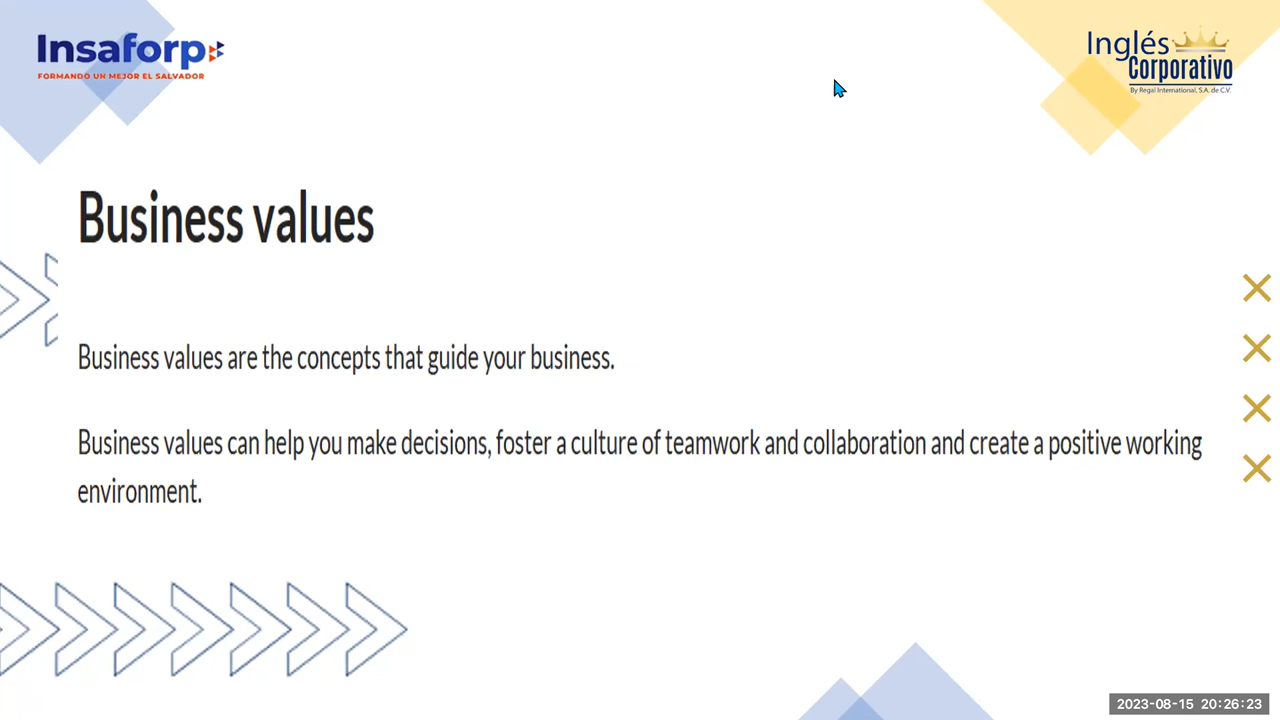 Insaforp
FORMANDO UN MEJOR EL SALVADOR
Inglés
Corporativo
By Regal International, S.A. de C.V.
Business values
Business values are the concepts that guide your business.
Business values can help you make decisions, foster a culture of teamwork and collaboration and create a positive working
environment.
2023-08-15 20:26:23